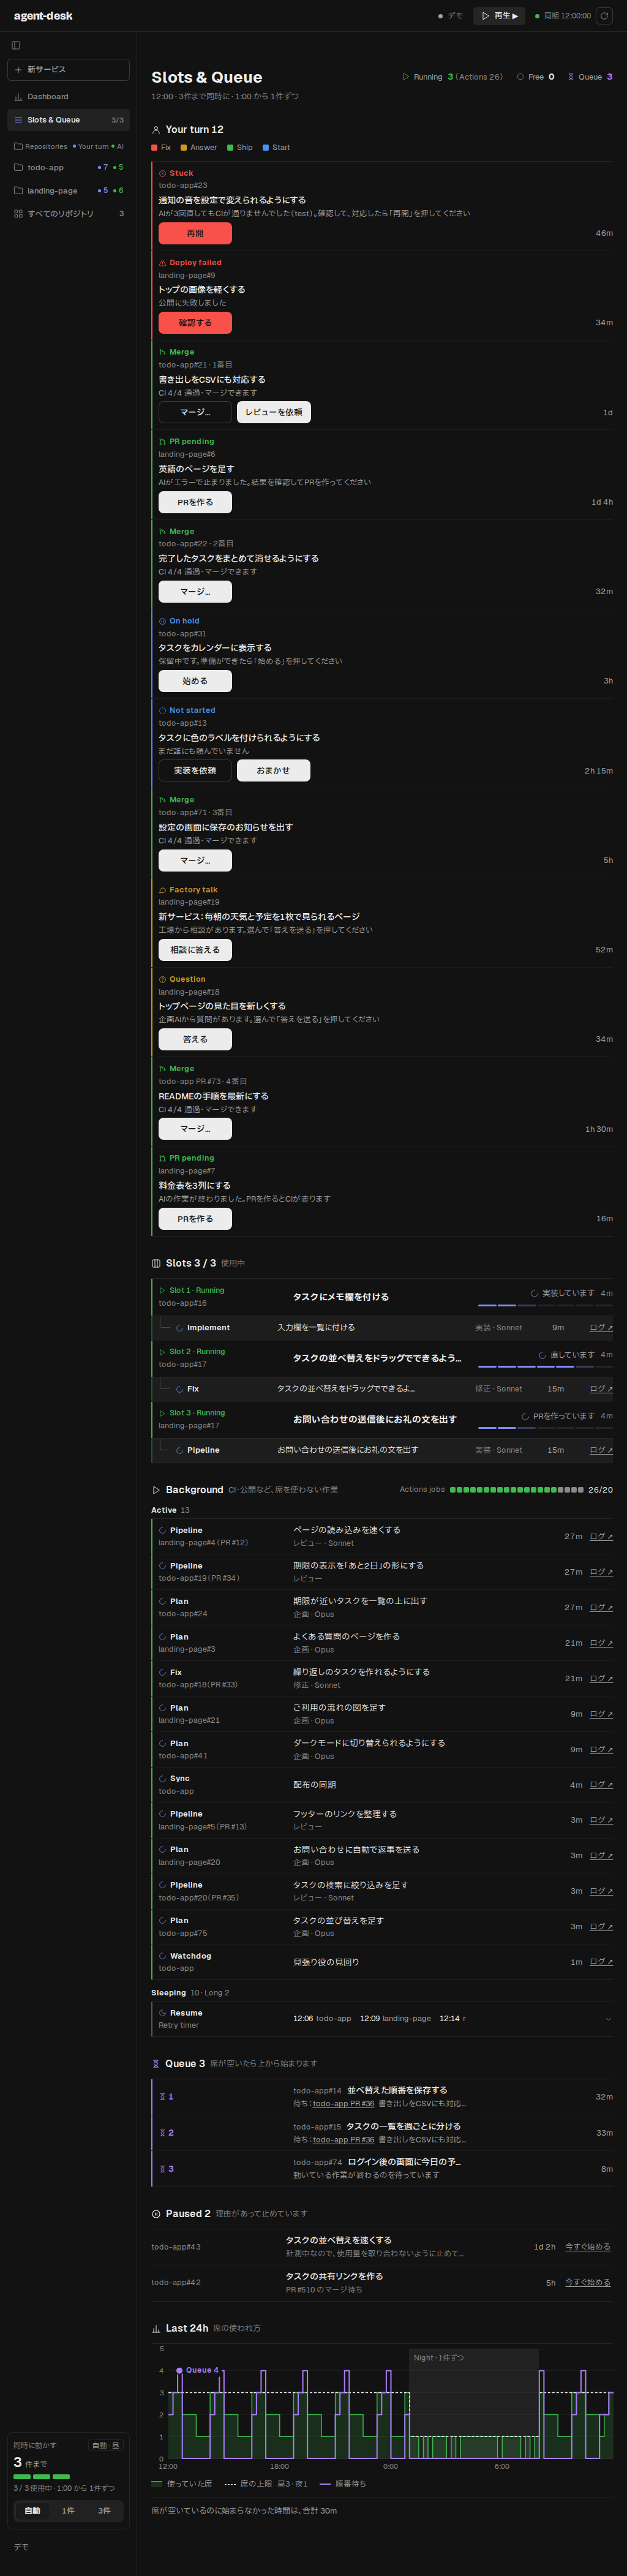 agent-desk
デモ
再生 ▶
同期 12:00:00
新サービス
Dashboard
Slots & Queue 3/3
Repositories Your turn AI
todo-app 7 5
landing-page 5 6
すべてのリポジトリ 3
Slots & Queue
Running 3 (Actions 26) Free 0 Queue 3
12:00 · 3件まで同時に · 1:00 から 1件ずつ
Your turn 12
Fix Answer Ship Start
Stuck
todo-app#23
通知の音を設定で変えられるようにする
AIが3回直してもCIが通りませんでした(test)。確認して、対応したら「再開」を押してください
再開
46m
Deploy failed
landing-page#9
トップの画像を軽くする
公開に失敗しました
確認する
34m
Merge
todo-app#21 · 1番目
書き出しをCSVにも対応する
CI 4/4 通過 · マージできます
マージ…
レビューを依頼
1d
PR pending
landing-page#6
英語のページを足す
AIがエラーで止まりました。結果を確認してPRを作ってください
PRを作る
1d 4h
Merge
todo-app#22 · 2番目
完了したタスクをまとめて消せるようにする
CI 4/4 通過 · マージできます
マージ…
32m
On hold
todo-app#31
タスクをカレンダーに表示する
保留中です。準備ができたら「始める」を押してください
始める
3h
Not started
todo-app#13
タスクに色のラベルを付けられるようにする
まだ誰にも頼んでいません
実装を依頼
おまかせ
2h 15m
Merge
todo-app#71 · 3番目
設定の画面に保存のお知らせを出す
CI 4/4 通過 · マージできます
マージ…
5h
Factory talk
landing-page#19
新サービス：毎朝の天気と予定を1枚で見られるページ
工場から相談があります。選んで「答えを送る」を押してください
相談に答える
52m
Question
landing-page#18
トップページの見た目を新しくする
企画AIから質問があります。選んで「答えを送る」を押してください
答える
34m
Merge
todo-app PR#73 · 4番目
READMEの手順を最新にする
CI 4/4 通過 · マージできます
マージ…
1h 30m
PR pending
landing-page#7
料金表を3列にする
AIの作業が終わりました。PRを作るとCIが走ります
PRを作る
16m
Slots 3 / 3 使用中
Slot 1 · Running
todo-app#16
タスクにメモ欄を付ける
実装しています 4m
Implement 入力欄を一覧に付ける 実装 · Sonnet 9m ログ↗
Slot 2 · Running
todo-app#17
タスクの並べ替えをドラッグでできるよう…
直しています 4m
Fix タスクの並べ替えをドラッグでできるよ… 修正 · Sonnet 15m ログ↗
Slot 3 · Running
landing-page#17
お問い合わせの送信後にお礼の文を出す
PRを作っています 4m
Pipeline お問い合わせの送信後にお礼の文を出す 実装 · Sonnet 15m ログ↗
Background CI・公開など、席を使わない作業 Actions jobs 26/20
Active 13
Pipeline
landing-page#4(PR#12)
ページの読み込みを速くする
レビュー · Sonnet
27m ログ↗
Pipeline
todo-app#19(PR#34)
期限の表示を「あと2日」の形にする
レビュー
27m ログ↗
Plan
todo-app#24
期限が近いタスクを一覧の上に出す
企画 · Opus
27m ログ↗
Plan
landing-page#3
よくある質問のページを作る
企画 · Opus
21m ログ↗
Fix
todo-app#18(PR#33)
繰り返しのタスクを作れるようにする
修正 · Sonnet
21m ログ↗
Plan
landing-page#21
ご利用の流れの図を足す
企画 · Opus
9m ログ↗
Plan
todo-app#41
ダークモードに切り替えられるようにする
企画 · Opus
9m ログ↗
Sync
todo-app
配布の同期
4m ログ↗
Pipeline
landing-page#5(PR#13)
フッターのリンクを整理する
レビュー
3m ログ↗
Plan
landing-page#20
お問い合わせに自動で返事を送る
企画 · Opus
3m ログ↗
Pipeline
todo-app#20(PR#35)
タスクの検索に絞り込みを足す
レビュー · Sonnet
3m ログ↗
Plan
todo-app#75
タスクの並び替えを足す
企画 · Opus
3m ログ↗
Watchdog
todo-app
見張り役の見回り
1m ログ↗
Sleeping 10 · Long 2
Resume
Retry timer
12:06 todo-app 12:09 landing-page 12:14 r
Queue 3 席が空いたら上から始まります
1
todo-app#14 並べ替えた順番を保存する
待ち：todo-app PR#36 書き出しをCSVにも対応…
32m
2
todo-app#15 タスクの一覧を週ごとに分ける
待ち：todo-app PR#36 書き出しをCSVにも対応…
33m
3
todo-app#74 ログイン後の画面に今日の予…
動いている作業が終わるのを待っています
8m
Paused 2 理由があって止めています
todo-app#43
タスクの並べ替えを速くする
計測中なので、使用量を取り合わないように止めて…
1d 2h 今すぐ始める
todo-app#42
タスクの共有リンクを作る
PR#510 のマージ待ち
5h 今すぐ始める
Last 24h 席の使われ方
5
4
3
2
1
0
Queue 4
Night · 1件ずつ
12:00 18:00 0:00 6:00
使っていた席 席の上限 昼3 · 夜1 順番待ち
席が空いているのに始まらなかった時間は、合計 30m
同時に動かす 自動 · 昼
3 件まで
3 / 3 使用中 · 1:00 から 1件ずつ
自動 1件 3件
デモ